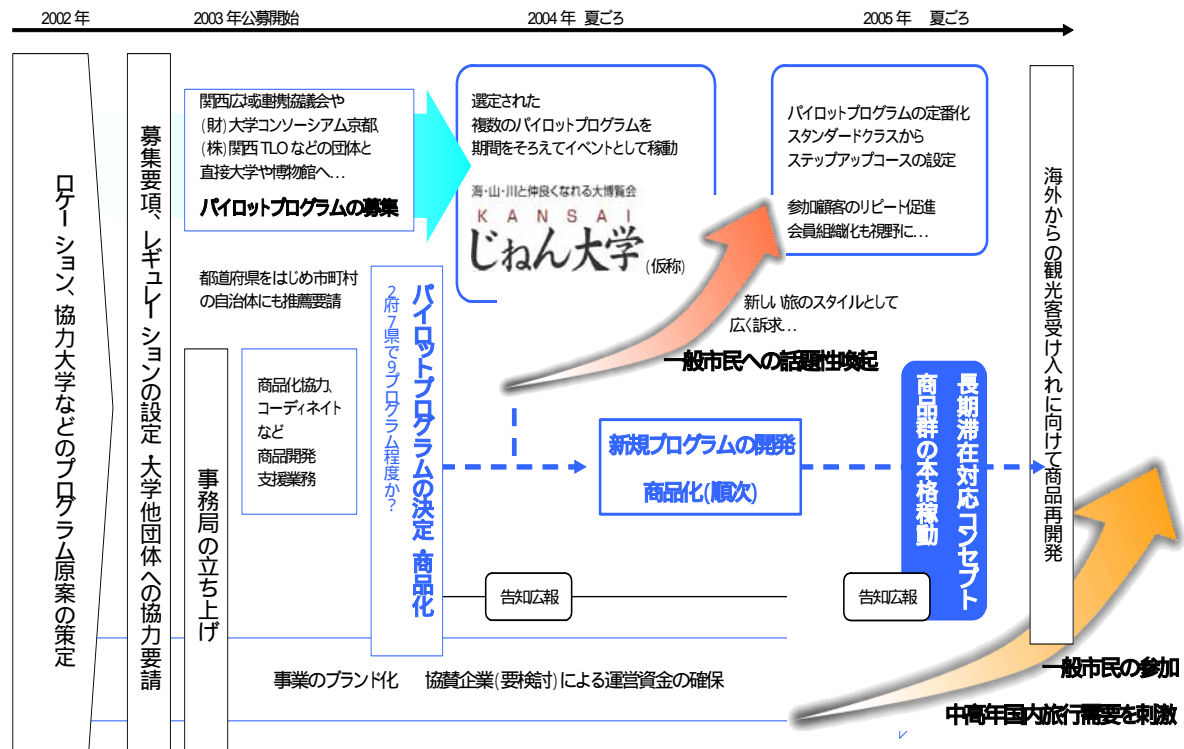 2002年
2003年公募開始
2004年 夏ごろ
2005年 夏ごろ
ロケーション、協力大学などのプログラム原案の策定
募集要項、レギュレーションの設定・大学他団体への協力要請
関西広域連携協議会や
(財)大学コンソーシアム京都、
(株)関西TLOなどの団体と
直接大学や博物館へ…
パイロットプログラムの募集
都道府県をはじめ市町村
の自治体にも推薦要請
事務局の立ち上げ
商品化協力、
コーディネイト
など
商品開発
支援業務
パイロットプログラムの決定・商品化
2府7県で9プログラム程度か?
選定された
複数のパイロットプログラムを
期間をそろえてイベントとして稼動
海・山・川と仲良くなれる大博覧会
KANSAI
じねん大学
(仮称)
パイロットプログラムの定番化
スタンダードクラスから
ステップアップコースの設定
参加顧客のリピート促進
会員組織化も視野に…
新しい旅のスタイルとして
広く訴求…
一般市民への話題性喚起
新規プログラムの開発
商品化(順次)
長期滞在対応コンセプト
商品群の本格稼動
海外からの観光客受け入れに向けて商品再開発
告知広報
告知広報
事業のブランド化 協賛企業(要検討)による運営資金の確保
一般市民の参加
中高年国内旅行需要を刺激